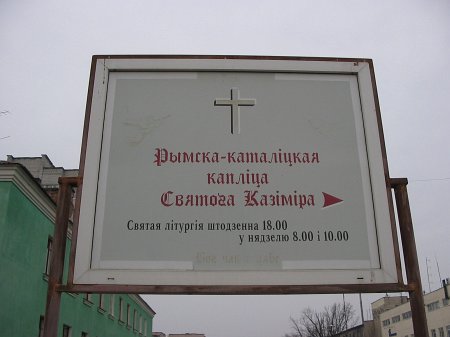 Рымска-каталіцкая
капліца
Святога Казіміра
Святая літургія штодзенна 18.00
у нядзелю 8.00 і 10.00